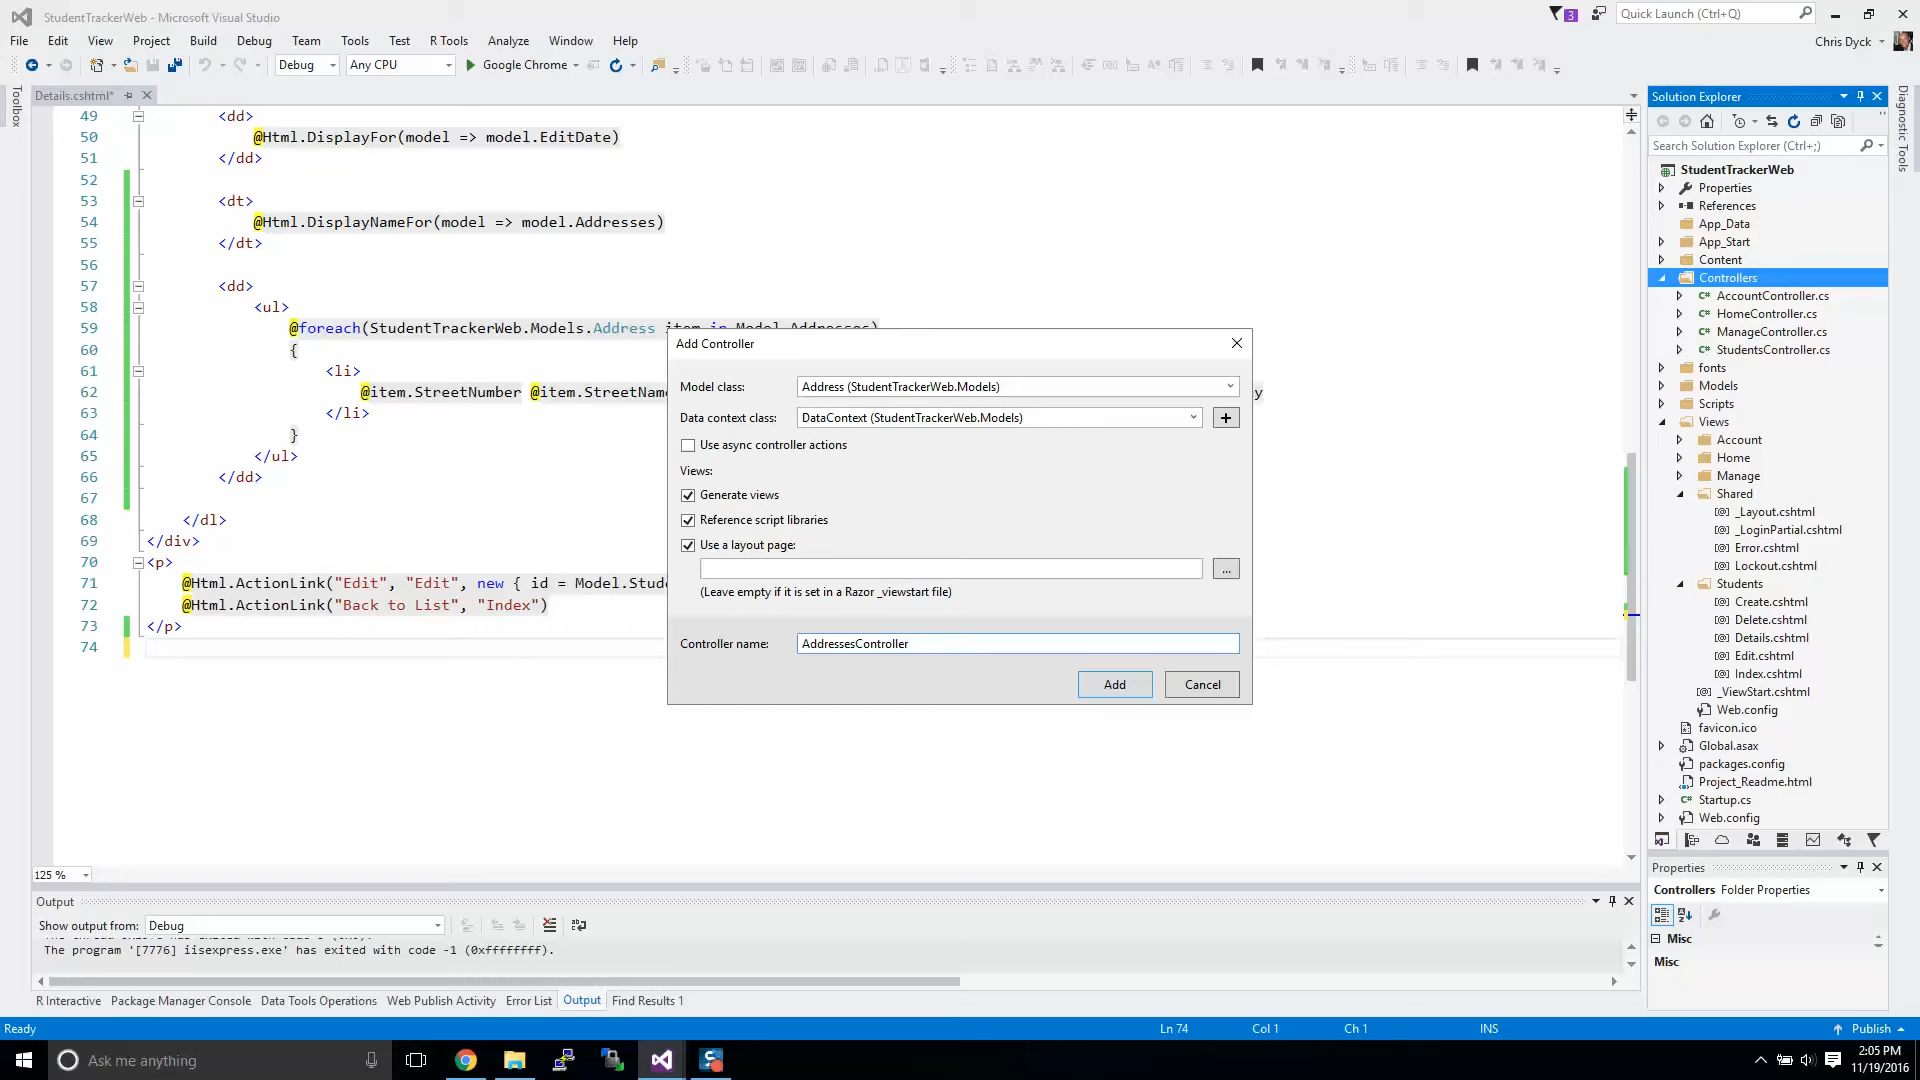 StudentTrackerWeb - Microsoft Visual Studio
3
Quick Launch (Ctrl+Q)
File Edit View Project Build Debug Team Tools Test R Tools Analyze Window Help
Chris Dyck
Debug
Any CPU
Google Chrome
Toolbox
Details.cshtml*
49 <dd>
50 @Html.DisplayFor(model => model.EditDate)
51 </dd>
52
53 <dt>
54 @Html.DisplayNameFor(model => model.Addresses)
55 </dt>
56
57 <dd>
58 <ul>
59 @foreach(StudentTrackerWeb.Models.Address item in Model.Addresses)
60 {
61 <li>
62 @item.StreetNumber @item.StreetNam y
63 </li>
64 }
65 </ul>
66 </dd>
67
68 </dl>
69 </div>
70 <p>
71 @Html.ActionLink("Edit", "Edit", new { id = Model.Stude
72 @Html.ActionLink("Back to List", "Index")
73 </p>
74
Add Controller
Model class:
Address (StudentTrackerWeb.Models)
Data context class:
DataContext (StudentTrackerWeb.Models)
+
Use async controller actions
Views:
Generate views
Reference script libraries
Use a layout page:
...
(Leave empty if it is set in a Razor _viewstart file)
Controller name:
AddressesController
Add
Cancel
Solution Explorer
Search Solution Explorer (Ctrl+;)
StudentTrackerWeb
Properties
References
App_Data
App_Start
Content
Controllers
C# AccountController.cs
C# HomeController.cs
C# ManageController.cs
C# StudentsController.cs
fonts
Models
Scripts
Views
Account
Home
Manage
Shared
_Layout.cshtml
_LoginPartial.cshtml
Error.cshtml
Lockout.cshtml
Students
Create.cshtml
Delete.cshtml
Details.cshtml
Edit.cshtml
Index.cshtml
_ViewStart.cshtml
Web.config
favicon.ico
Global.asax
packages.config
Project_Readme.html
C# Startup.cs
Web.config
Diagnostic Tools
Properties
Controllers Folder Properties
Misc
Misc
125 %
Output
Show output from:
Debug
The program '[7776] iisexpress.exe' has exited with code -1 (0xffffffff).
R Interactive Package Manager Console Data Tools Operations Web Publish Activity Error List Output Find Results 1
Ready
Ln 74
Col 1
Ch 1
INS
Publish
Ask me anything
2:05 PM
11/19/2016